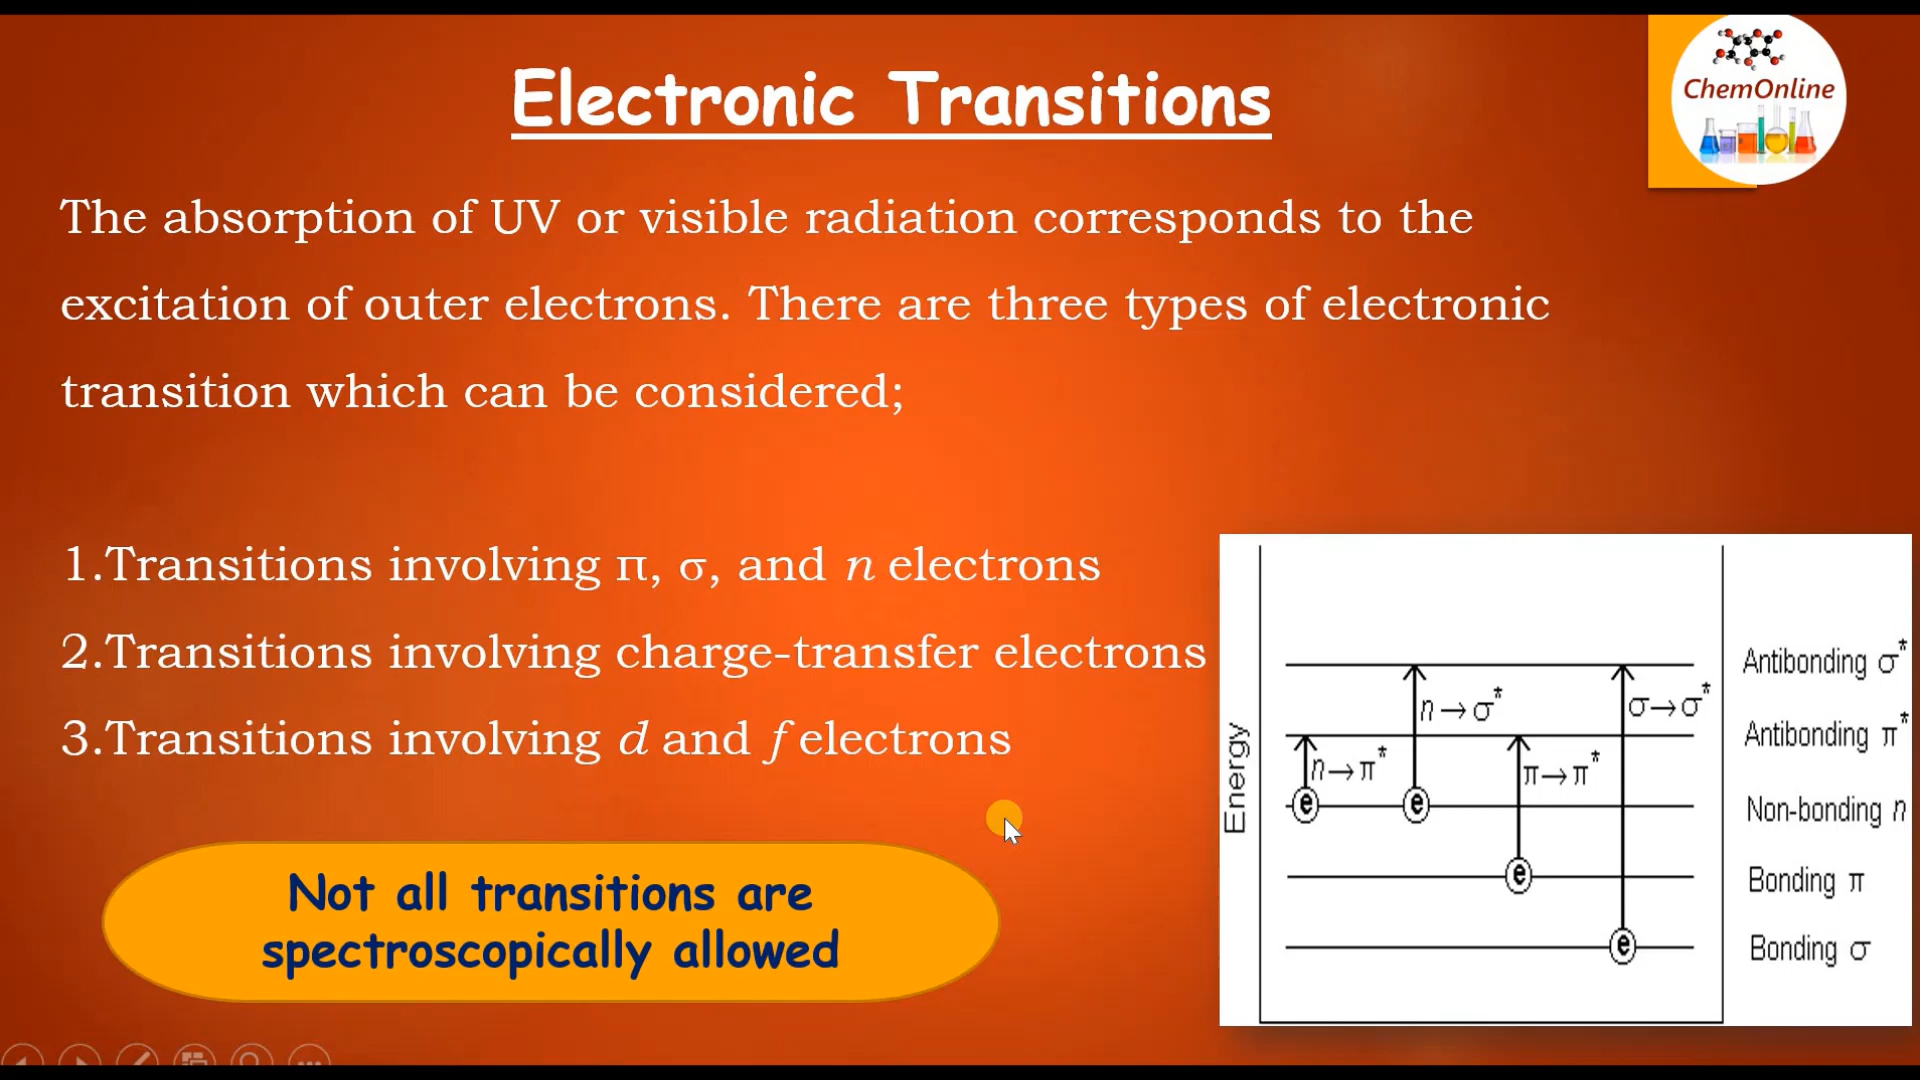 Electronic Transitions
ChemOnline
The absorption of UV or visible radiation corresponds to the
excitation of outer electrons. There are three types of electronic
transition which can be considered;
1.Transitions involving π, σ, and n electrons
2.Transitions involving charge-transfer electrons
3.Transitions involving d and f electrons
Not all transitions are
spectroscopically allowed
Energy
n→σ*
σ→σ*
n→π*
π→π*
e
e
e
e
Antibonding σ*
Antibonding π*
Non-bonding n
Bonding π
Bonding σ